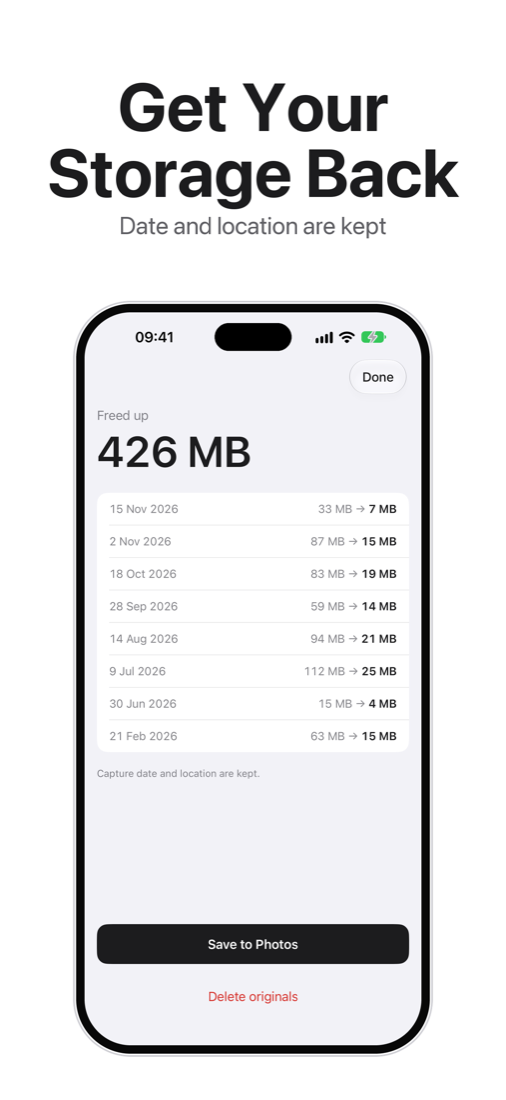 Get Your
Storage Back
Date and location are kept
09:41
Done
Freed up
426 MB
15 Nov 2026 33 MB → 7 MB
2 Nov 2026 87 MB → 15 MB
18 Oct 2026 83 MB → 19 MB
28 Sep 2026 59 MB → 14 MB
14 Aug 2026 94 MB → 21 MB
9 Jul 2026 112 MB → 25 MB
30 Jun 2026 15 MB → 4 MB
21 Feb 2026 63 MB → 15 MB
Capture date and location are kept.
Save to Photos
Delete originals